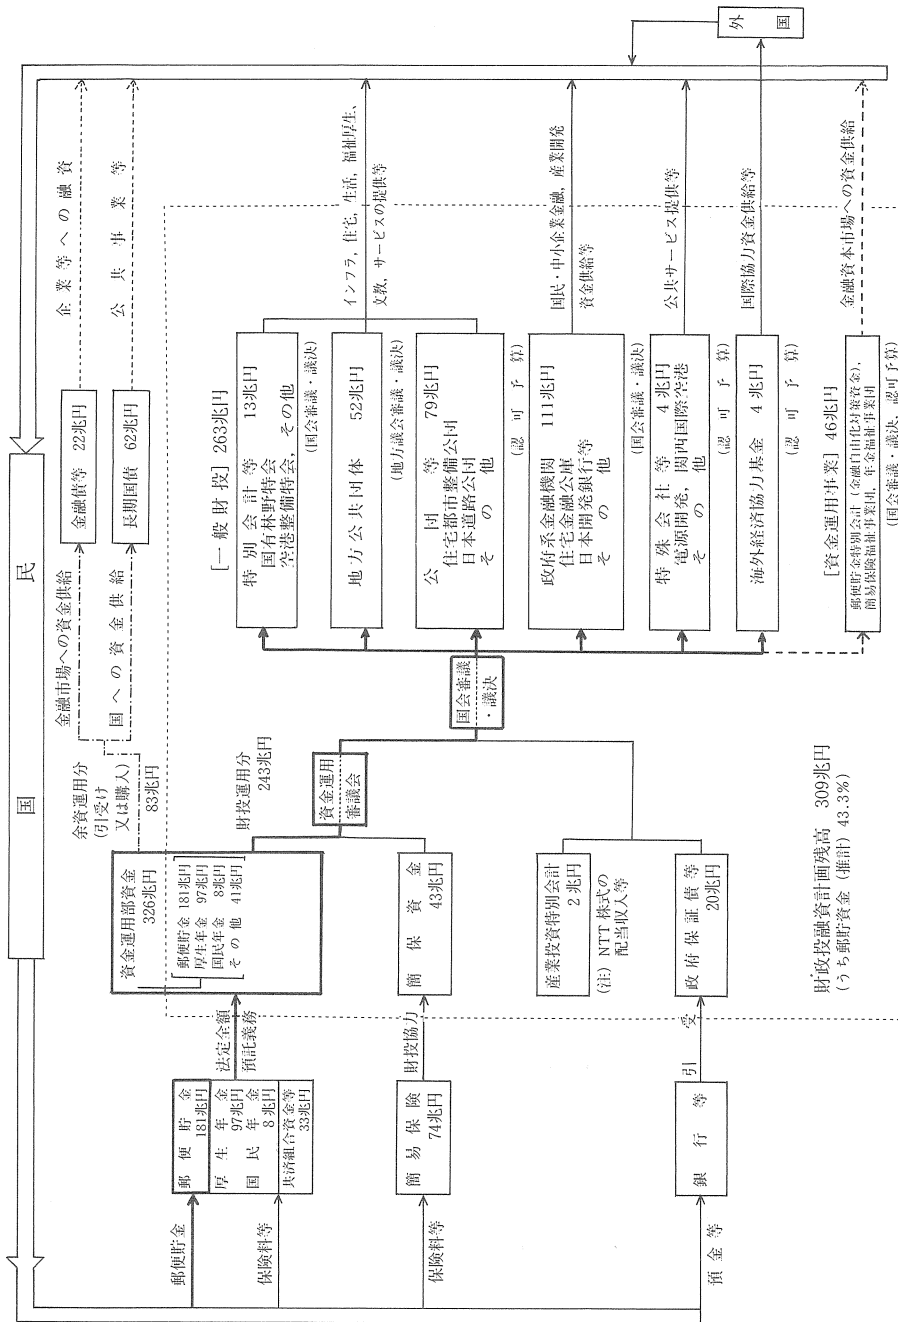 国民
郵便貯金
保険料等
保険料等
預金等
郵便貯金
181兆円
厚生年金
97兆円
国民年金
8兆円
共済組合資金等
33兆円
簡易保険
74兆円
銀行等
法定全額
預託義務
財投協力
引受
資金運用部資金
326兆円
郵便貯金 181兆円
厚生年金 97兆円
国民年金 8兆円
その他 41兆円
簡保資金
43兆円
産業投資特別会計
2兆円
(注) NTT 株式の
配当収入等
政府保証債等
20兆円
余資運用分
(引受け
又は購入)
83兆円
財投運用分
243兆円
資金運用
審議会
国会審議
・議決
金融市場への資金供給
国への資金供給
金融債等 22兆円
長期国債 62兆円
企業等への融資
公共事業等
[一般財投] 263兆円
特別会計等 13兆円
国有林野特会
空港整備特会, その他
(国会審議・議決)
地方公共団体 52兆円
(地方議会審議・議決)
公団等 79兆円
住宅都市整備公団
日本道路公団
その他
(認可予算)
政府系金融機関 111兆円
住宅金融公庫
日本開発銀行等
その他
(国会審議・議決)
特殊会社等 4兆円
電源開発, 関西国際空港
その他
(認可予算)
海外経済協力基金 4兆円
(認可予算)
[資金運用事業] 46兆円
郵便貯金特別会計 (金融自由化対策資金),
簡易保険福祉事業団, 年金福祉事業団
(国会審議・議決, 認可予算)
インフラ, 住宅, 生活, 福祉厚生,
文教, サービスの提供等
国民・中小企業金融, 産業開発
資金供給等
公共サービス提供等
国際協力資金供給等
金融資本市場への資金供給
外国
財政投融資計画残高 309兆円
(うち郵貯資金 (推計) 43.3%)